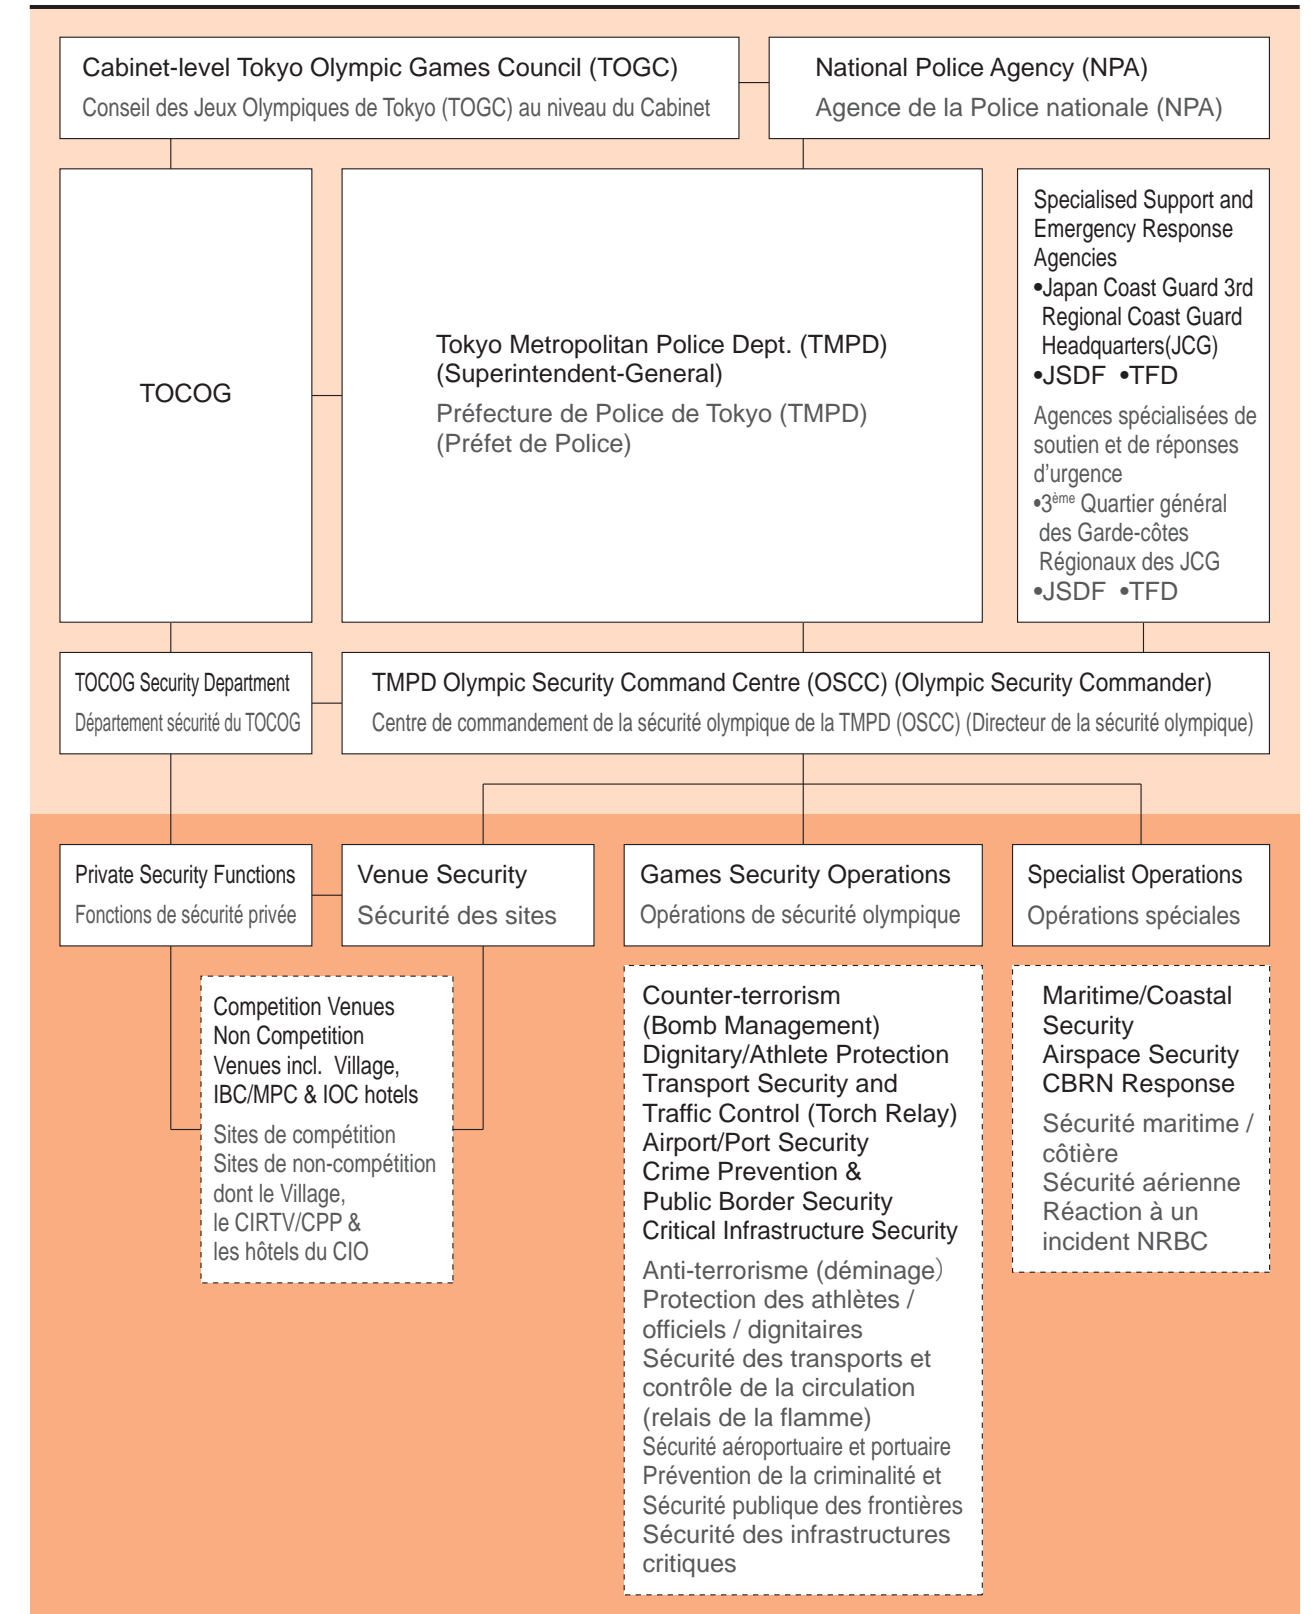 Cabinet-level Tokyo Olympic Games Council (TOGC)
Conseil des Jeux Olympiques de Tokyo (TOGC) au niveau du Cabinet
National Police Agency (NPA)
Agence de la Police nationale (NPA)
TOCOG
Tokyo Metropolitan Police Dept. (TMPD)
(Superintendent-General)
Préfecture de Police de Tokyo (TMPD)
(Préfet de Police)
Specialised Support and
Emergency Response
Agencies
•Japan Coast Guard 3rd
Regional Coast Guard
Headquarters(JCG)
•JSDF •TFD
Agences spécialisées de
soutien et de réponses
d’urgence
•3ème Quartier général
des Garde-côtes
Régionaux des JCG
•JSDF •TFD
TOCOG Security Department
Département sécurité du TOCOG
TMPD Olympic Security Command Centre (OSCC) (Olympic Security Commander)
Centre de commandement de la sécurité olympique de la TMPD (OSCC) (Directeur de la sécurité olympique)
Private Security Functions
Fonctions de sécurité privée
Venue Security
Sécurité des sites
Games Security Operations
Opérations de sécurité olympique
Specialist Operations
Opérations spéciales
Competition Venues
Non Competition
Venues incl. Village,
IBC/MPC & IOC hotels
Sites de compétition
Sites de non-compétition
dont le Village,
le CIRTV/CPP &
les hôtels du CIO
Counter-terrorism
(Bomb Management)
Dignitary/Athlete Protection
Transport Security and
Traffic Control (Torch Relay)
Airport/Port Security
Crime Prevention &
Public Border Security
Critical Infrastructure Security
Anti-terrorisme (déminage）
Protection des athlètes /
officiels / dignitaires
Sécurité des transports et
contrôle de la circulation
(relais de la flamme)
Sécurité aéroportuaire et portuaire
Prévention de la criminalité et
Sécurité publique des frontières
Sécurité des infrastructures
critiques
Maritime/Coastal
Security
Airspace Security
CBRN Response
Sécurité maritime /
côtière
Sécurité aérienne
Réaction à un
incident NRBC